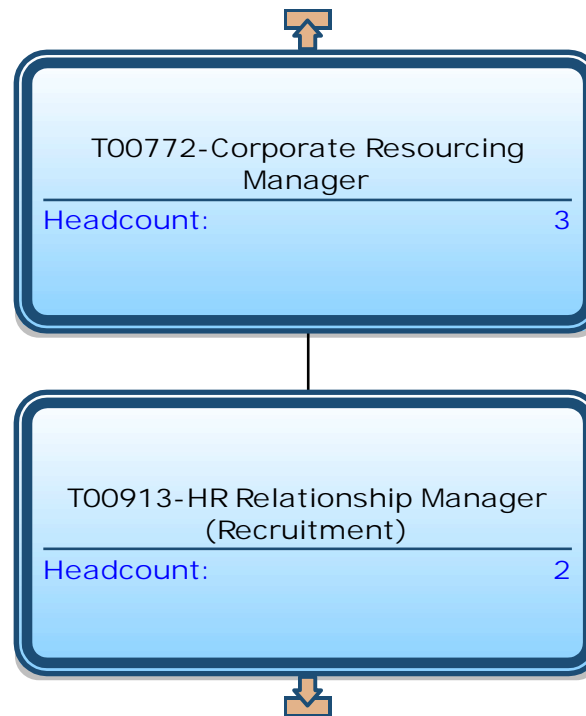 T00772-Corporate Resourcing
Manager
Headcount: 3
T00913-HR Relationship Manager
(Recruitment)
Headcount: 2